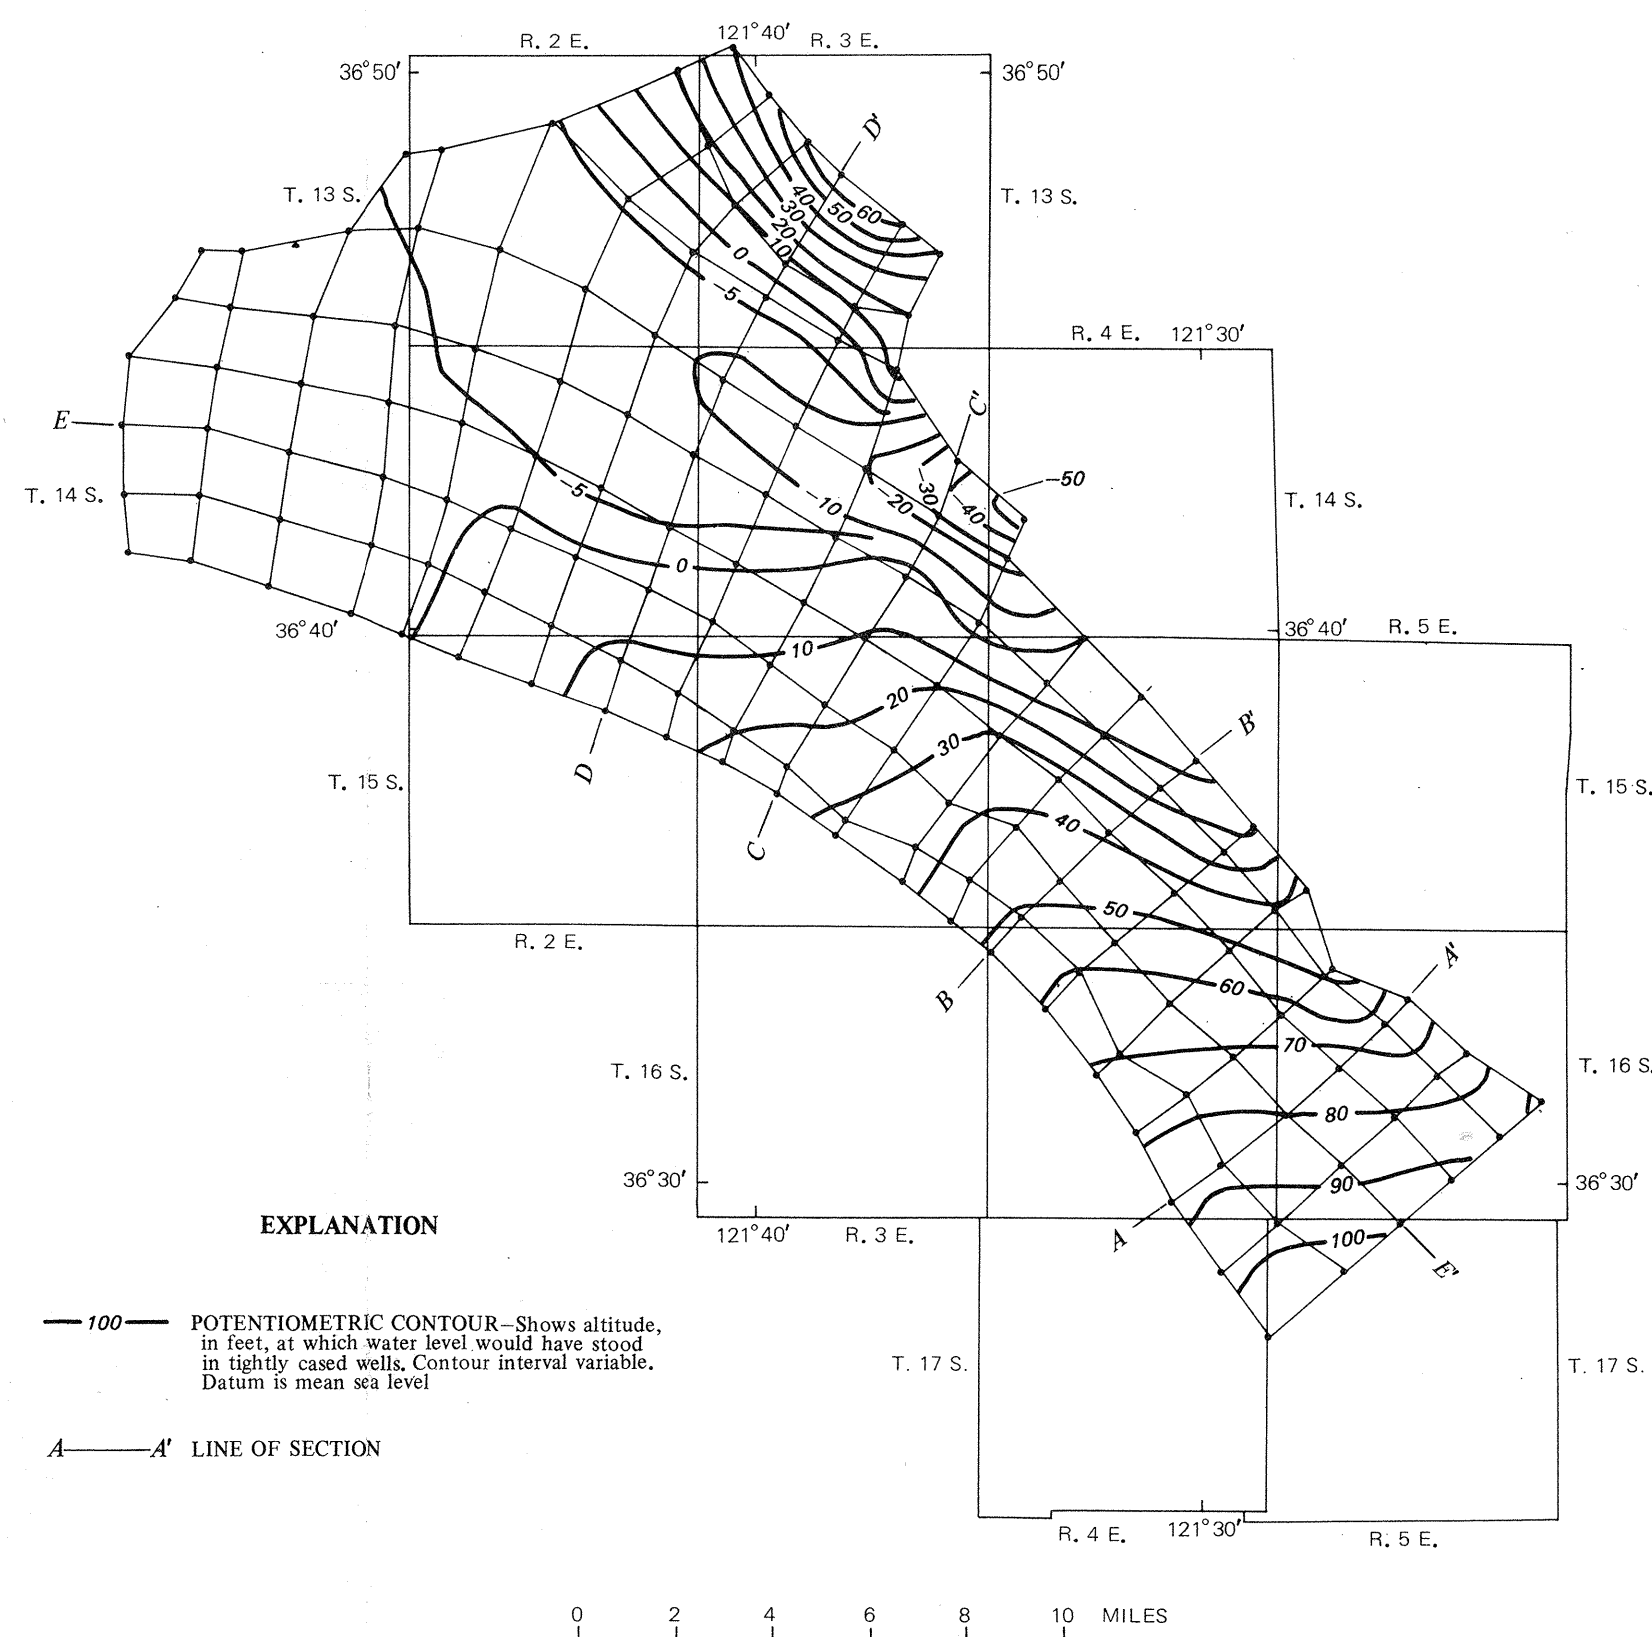 R. 2 E.
121°40′
R. 3 E.
36°50′
36°50′
D′
T. 13 S.
T. 13 S.
40
30
20
10
50
60
0
−5
R. 4 E.
121°30′
C′
E
T. 14 S.
−5
−10
−20
−30
−40
−50
T. 14 S.
0
36°40′
36°40′
R. 5 E.
10
20
30
B′
D
T. 15 S.
T. 15 S.
C
40
50
R. 2 E.
A′
B
60
70
T. 16 S.
T. 16 S.
80
36°30′
90
36°30′
121°40′
R. 3 E.
A
100
E′
EXPLANATION
—100— POTENTIOMETRIC CONTOUR—Shows altitude,
in feet, at which water level would have stood
in tightly cased wells. Contour interval variable.
Datum is mean sea level
T. 17 S.
T. 17 S.
A——A′ LINE OF SECTION
R. 4 E.
121°30′
R. 5 E.
0 2 4 6 8 10 MILES